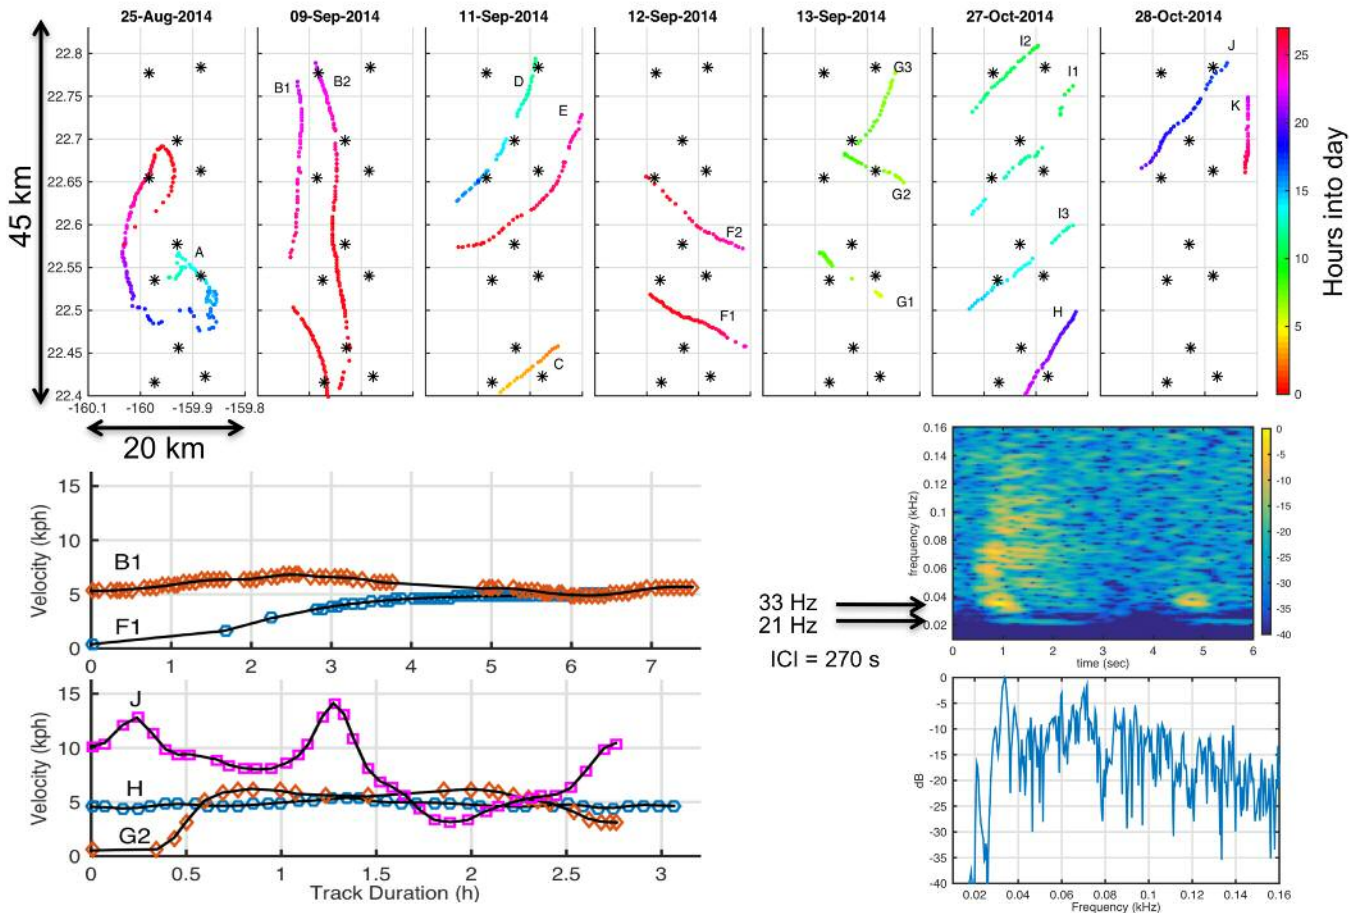 25-Aug-2014 09-Sep-2014 11-Sep-2014 12-Sep-2014 13-Sep-2014 27-Oct-2014 28-Oct-2014
45 km
22.8
22.75
22.7
22.65
22.6
22.55
22.5
22.45
22.4
-160.1 -160 -159.9 -159.8
20 km
A
B1 B2
D
E
C
F2
F1
G3
G2
G1
I2
I1
I3
H
J
K
25
20
15
10
5
0
Hours into day
Velocity (kph)
15
10
5
0
B1
F1
0 1 2 3 4 5 6 7
Velocity (kph)
15
10
5
0
J
H
G2
0 0.5 1 1.5 2 2.5 3
Track Duration (h)
33 Hz
21 Hz
ICI = 270 s
frequency (kHz)
0.16
0.14
0.12
0.1
0.08
0.06
0.04
0.02
0 1 2 3 4 5 6
time (sec)
0
-5
-10
-15
-20
-25
-30
-35
-40
dB
0
-5
-10
-15
-20
-25
-30
-35
-40
0.02 0.04 0.06 0.08 0.1 0.12 0.14 0.16
Frequency (kHz)